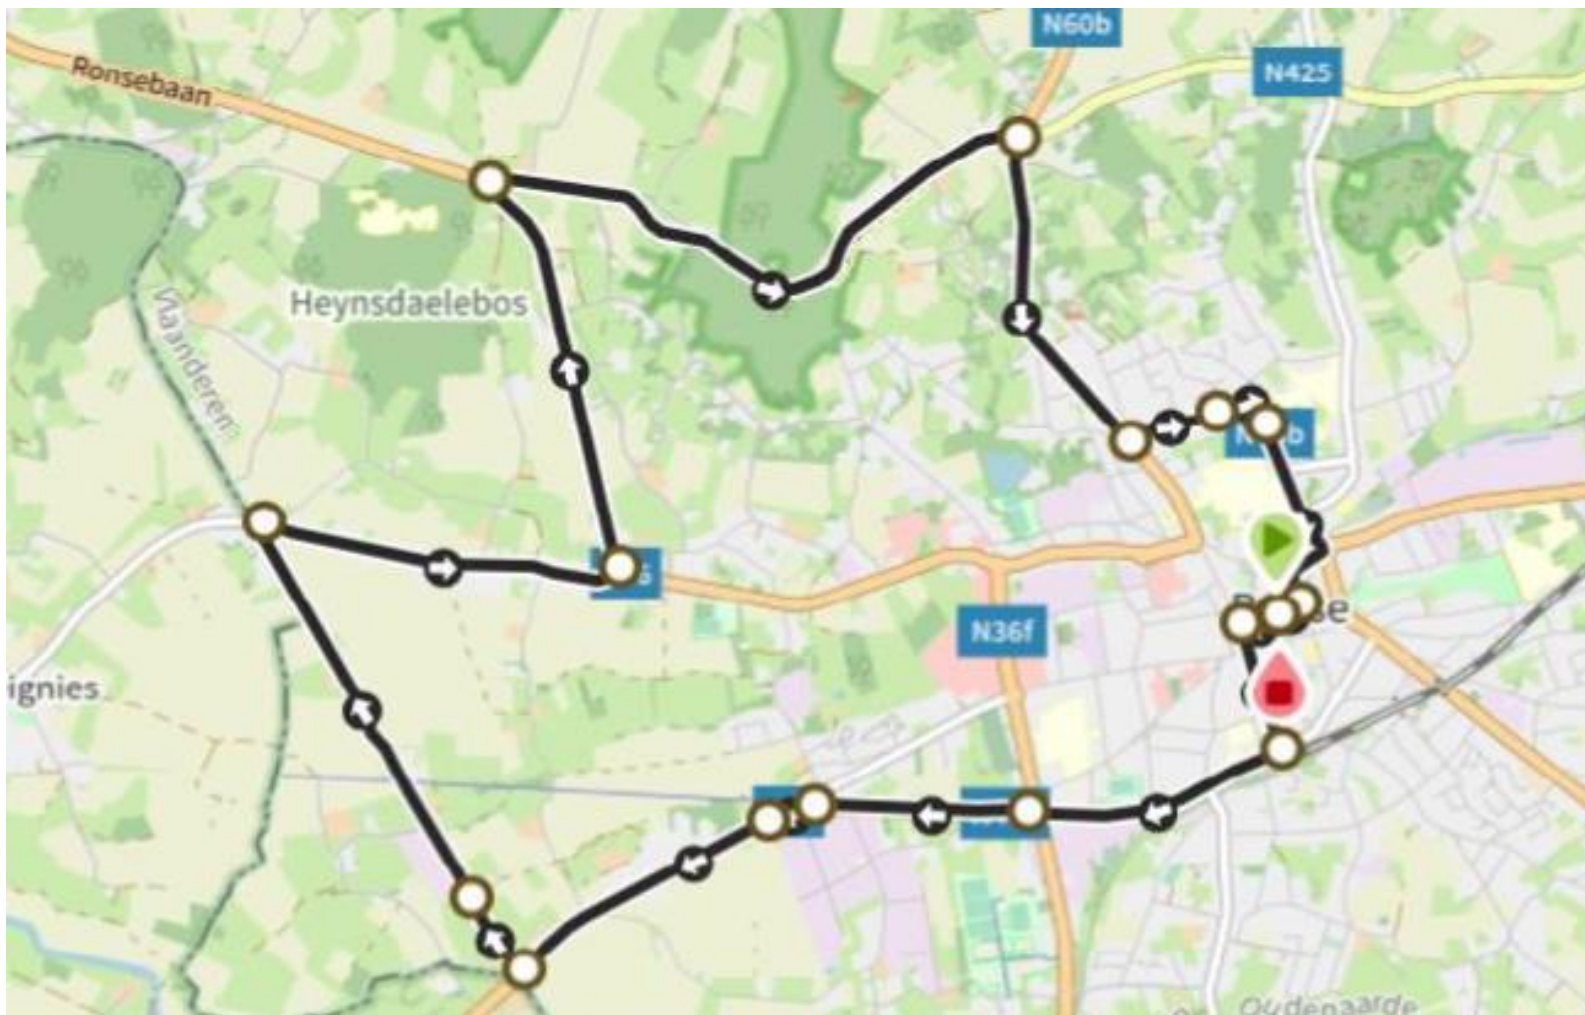 N60b
N425
Ronsebaan
Heynsdaelebos
Vlaanderen
N36f
ignies
Oudenaarde